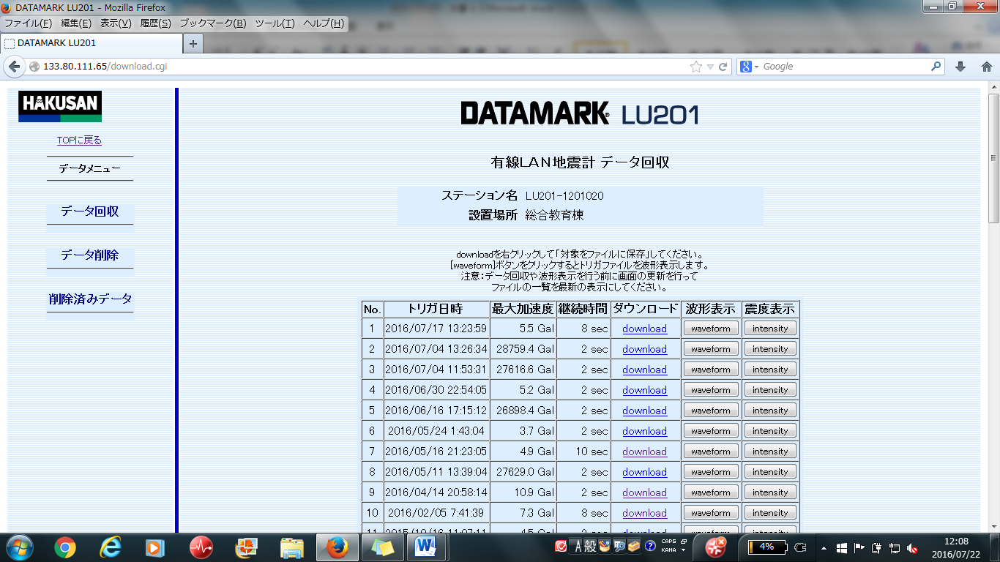 DATAMARK LU201 - Mozilla Firefox
ファイル(F) 編集(E) 表示(V) 履歴(S) ブックマーク(B) ツール(T) ヘルプ(H)
DATAMARK LU201
133.80.111.65/download.cgi
Google
HAKUSAN
TOPに戻る
データメニュー
データ回収
データ削除
削除済みデータ
DATAMARK® LU201
有線LAN地震計 データ回収
ステーション名 LU201-1201020
設置場所 総合教育棟
downloadを右クリックして「対象をファイルに保存」してください。
[waveform]ボタンをクリックするとトリガファイルを波形表示します。
注意：データ回収や波形表示を行う前に画面の更新を行って
ファイルの一覧を最新の表示にしてください。
No. トリガ日時 最大加速度 継続時間 ダウンロード 波形表示 震度表示
1 2016/07/17 13:23:59 5.5 Gal 8 sec download waveform intensity
2 2016/07/04 13:26:34 28759.4 Gal 2 sec download waveform intensity
3 2016/07/04 11:53:31 27616.6 Gal 2 sec download waveform intensity
4 2016/06/30 22:54:05 5.2 Gal 2 sec download waveform intensity
5 2016/06/16 17:15:12 26898.4 Gal 2 sec download waveform intensity
6 2016/05/24 1:43:04 3.7 Gal 2 sec download waveform intensity
7 2016/05/16 21:23:05 4.9 Gal 10 sec download waveform intensity
8 2016/05/11 13:39:04 27629.0 Gal 2 sec download waveform intensity
9 2016/04/14 20:58:14 10.9 Gal 2 sec download waveform intensity
10 2016/02/05 7:41:39 7.3 Gal 8 sec download waveform intensity
A 般
CAPS
KANA
4%
12:08
2016/07/22